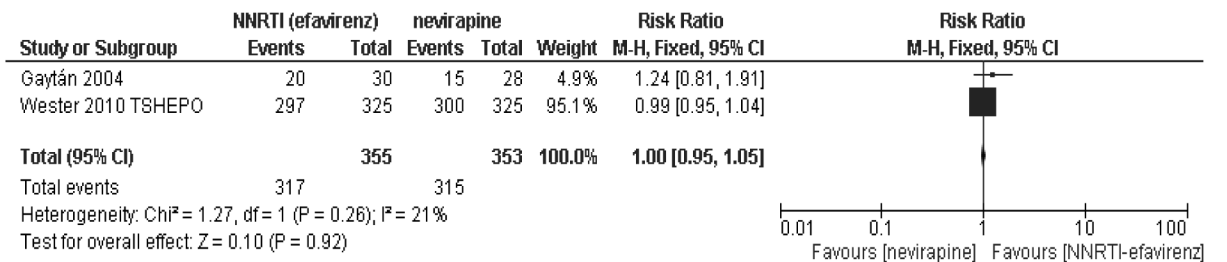 NNRTI (efavirenz) nevirapine Risk Ratio Risk Ratio
Study or Subgroup Events Total Events Total Weight M-H, Fixed, 95% CI M-H, Fixed, 95% CI
Gaytán 2004 20 30 15 28 4.9% 1.24 [0.81, 1.91]
Wester 2010 TSHEPO 297 325 300 325 95.1% 0.99 [0.95, 1.04]
Total (95% CI) 355 353 100.0% 1.00 [0.95, 1.05]
Total events 317 315
Heterogeneity: Chi² = 1.27, df = 1 (P = 0.26); I² = 21%
Test for overall effect: Z = 0.10 (P = 0.92)
0.01 0.1 1 10 100
Favours [nevirapine] Favours [NNRTI-efavirenz]